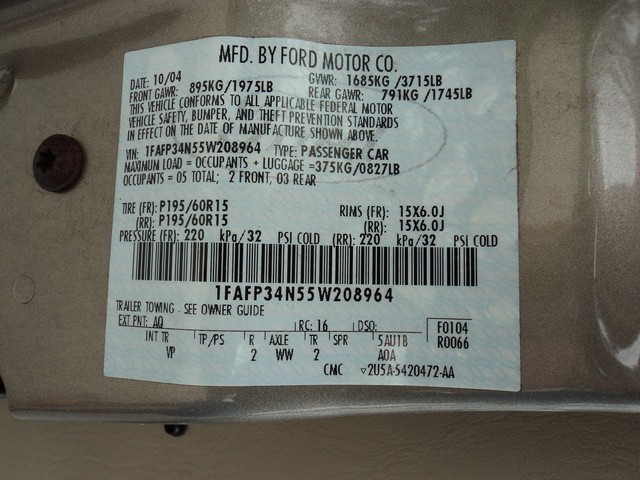 MFD. BY FORD MOTOR CO.
DATE: 10/04 GVWR: 1685KG/3715LB
FRONT GAWR: 895KG/1975LB REAR GAWR: 791KG/1745LB
THIS VEHICLE CONFORMS TO ALL APPLICABLE FEDERAL MOTOR
VEHICLE SAFETY, BUMPER, AND THEFT PREVENTION STANDARDS
IN EFFECT ON THE DATE OF MANUFACTURE SHOWN ABOVE.
VIN: 1FAFP34N55W208964 TYPE: PASSENGER CAR
MAXIMUM LOAD = OCCUPANTS + LUGGAGE =375KG/0827LB
OCCUPANTS = 05 TOTAL; 2 FRONT, 03 REAR
TIRE (FR): P195/60R15 RIMS (FR): 15X6.0J
(RR): P195/60R15 (RR): 15X6.0J
PRESSURE (FR): 220 kPa/32 PSI COLD (RR): 220 kPa/32 PSI COLD
1FAFP34N55W208964
TRAILER TOWING - SEE OWNER GUIDE
EXT PNT: AQ RC: 16 DSO: F0104
INT TR TP/PS R AXLE TR SPR 5AU1B R0066
VP 2 WW 2 A0A
CMC ▽2U5A-5420472-AA